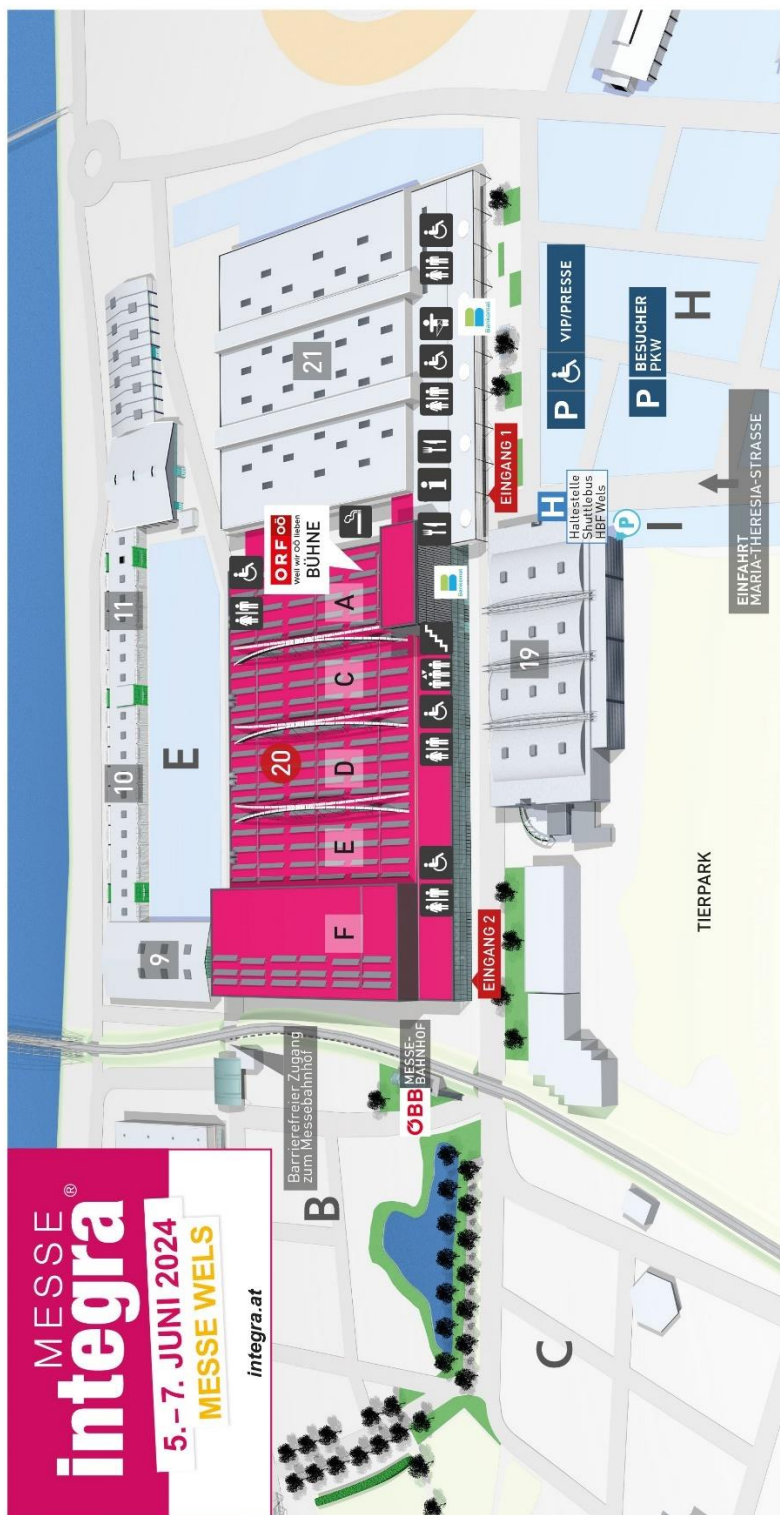 MESSE
integra®
5.–7. JUNI 2024
MESSE WELS
integra.at
9
10
11
E
21
20
F
E
D
C
A
ORF OÖ
Weil wir OÖ lieben
BÜHNE
Barrierefreier Zugang
zum Messebahnhof
B
ÖBB MESSE-
BAHNHOF
EINGANG 2
EINGANG 1
i
19
H
Haltestelle
Shuttlebus
HBF Wels
P
I
P VIP/PRESSE
P BESUCHER
PKW
H
EINFAHRT
MARIA-THERESIA-STRASSE
TIERPARK
C